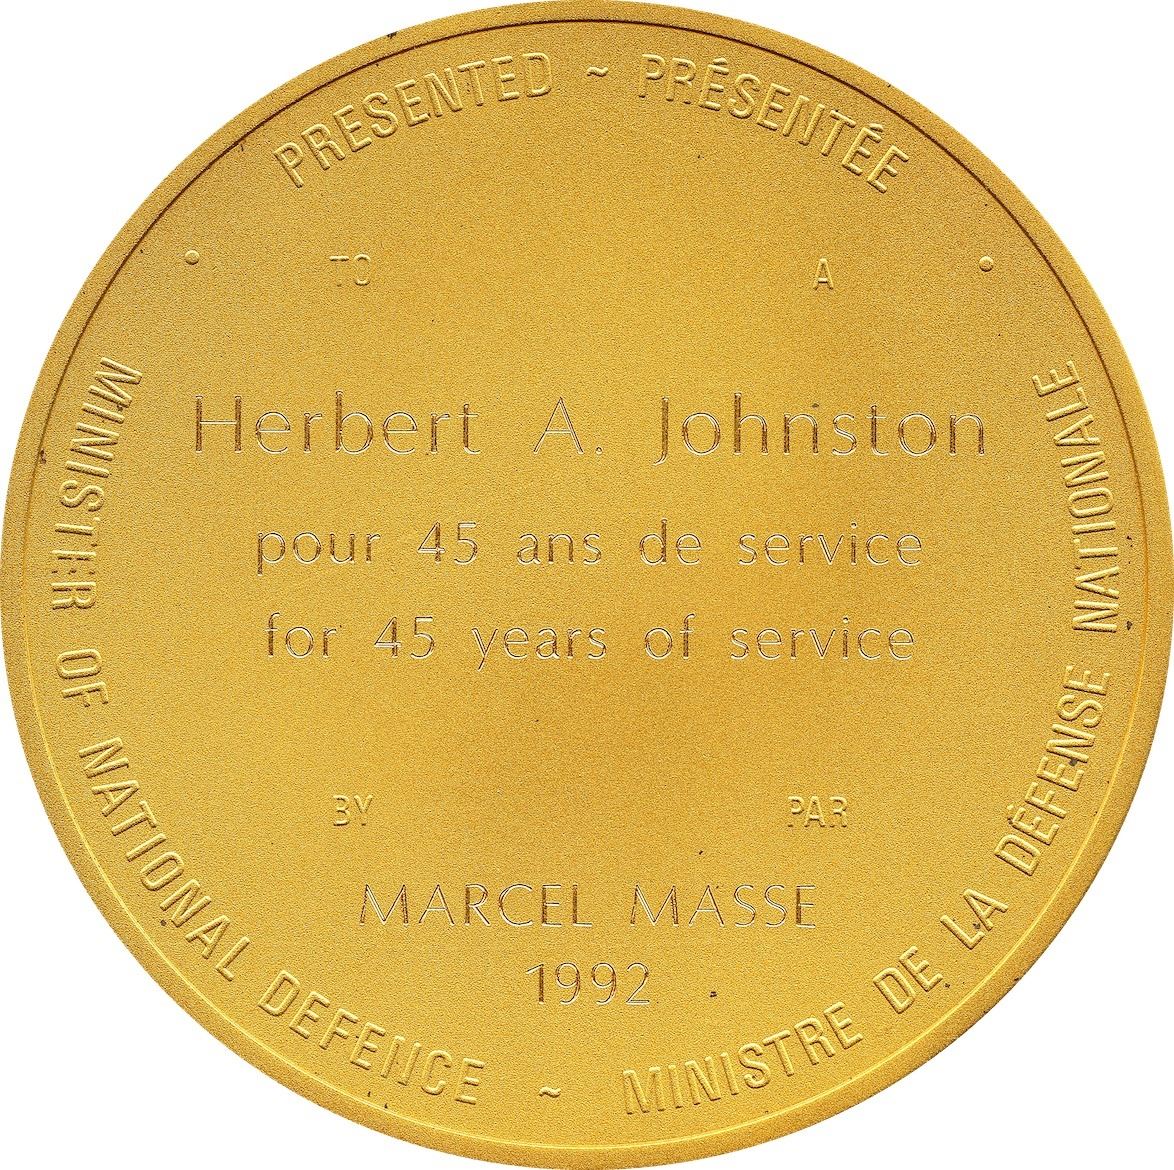 PRESENTED ~ PRÉSENTÉE
TO A
Herbert A. Johnston
pour 45 ans de service
for 45 years of service
BY PAR
MARCEL MASSE
1992
MINISTER OF NATIONAL DEFENCE ~ MINISTRE DE LA DÉFENSE NATIONALE